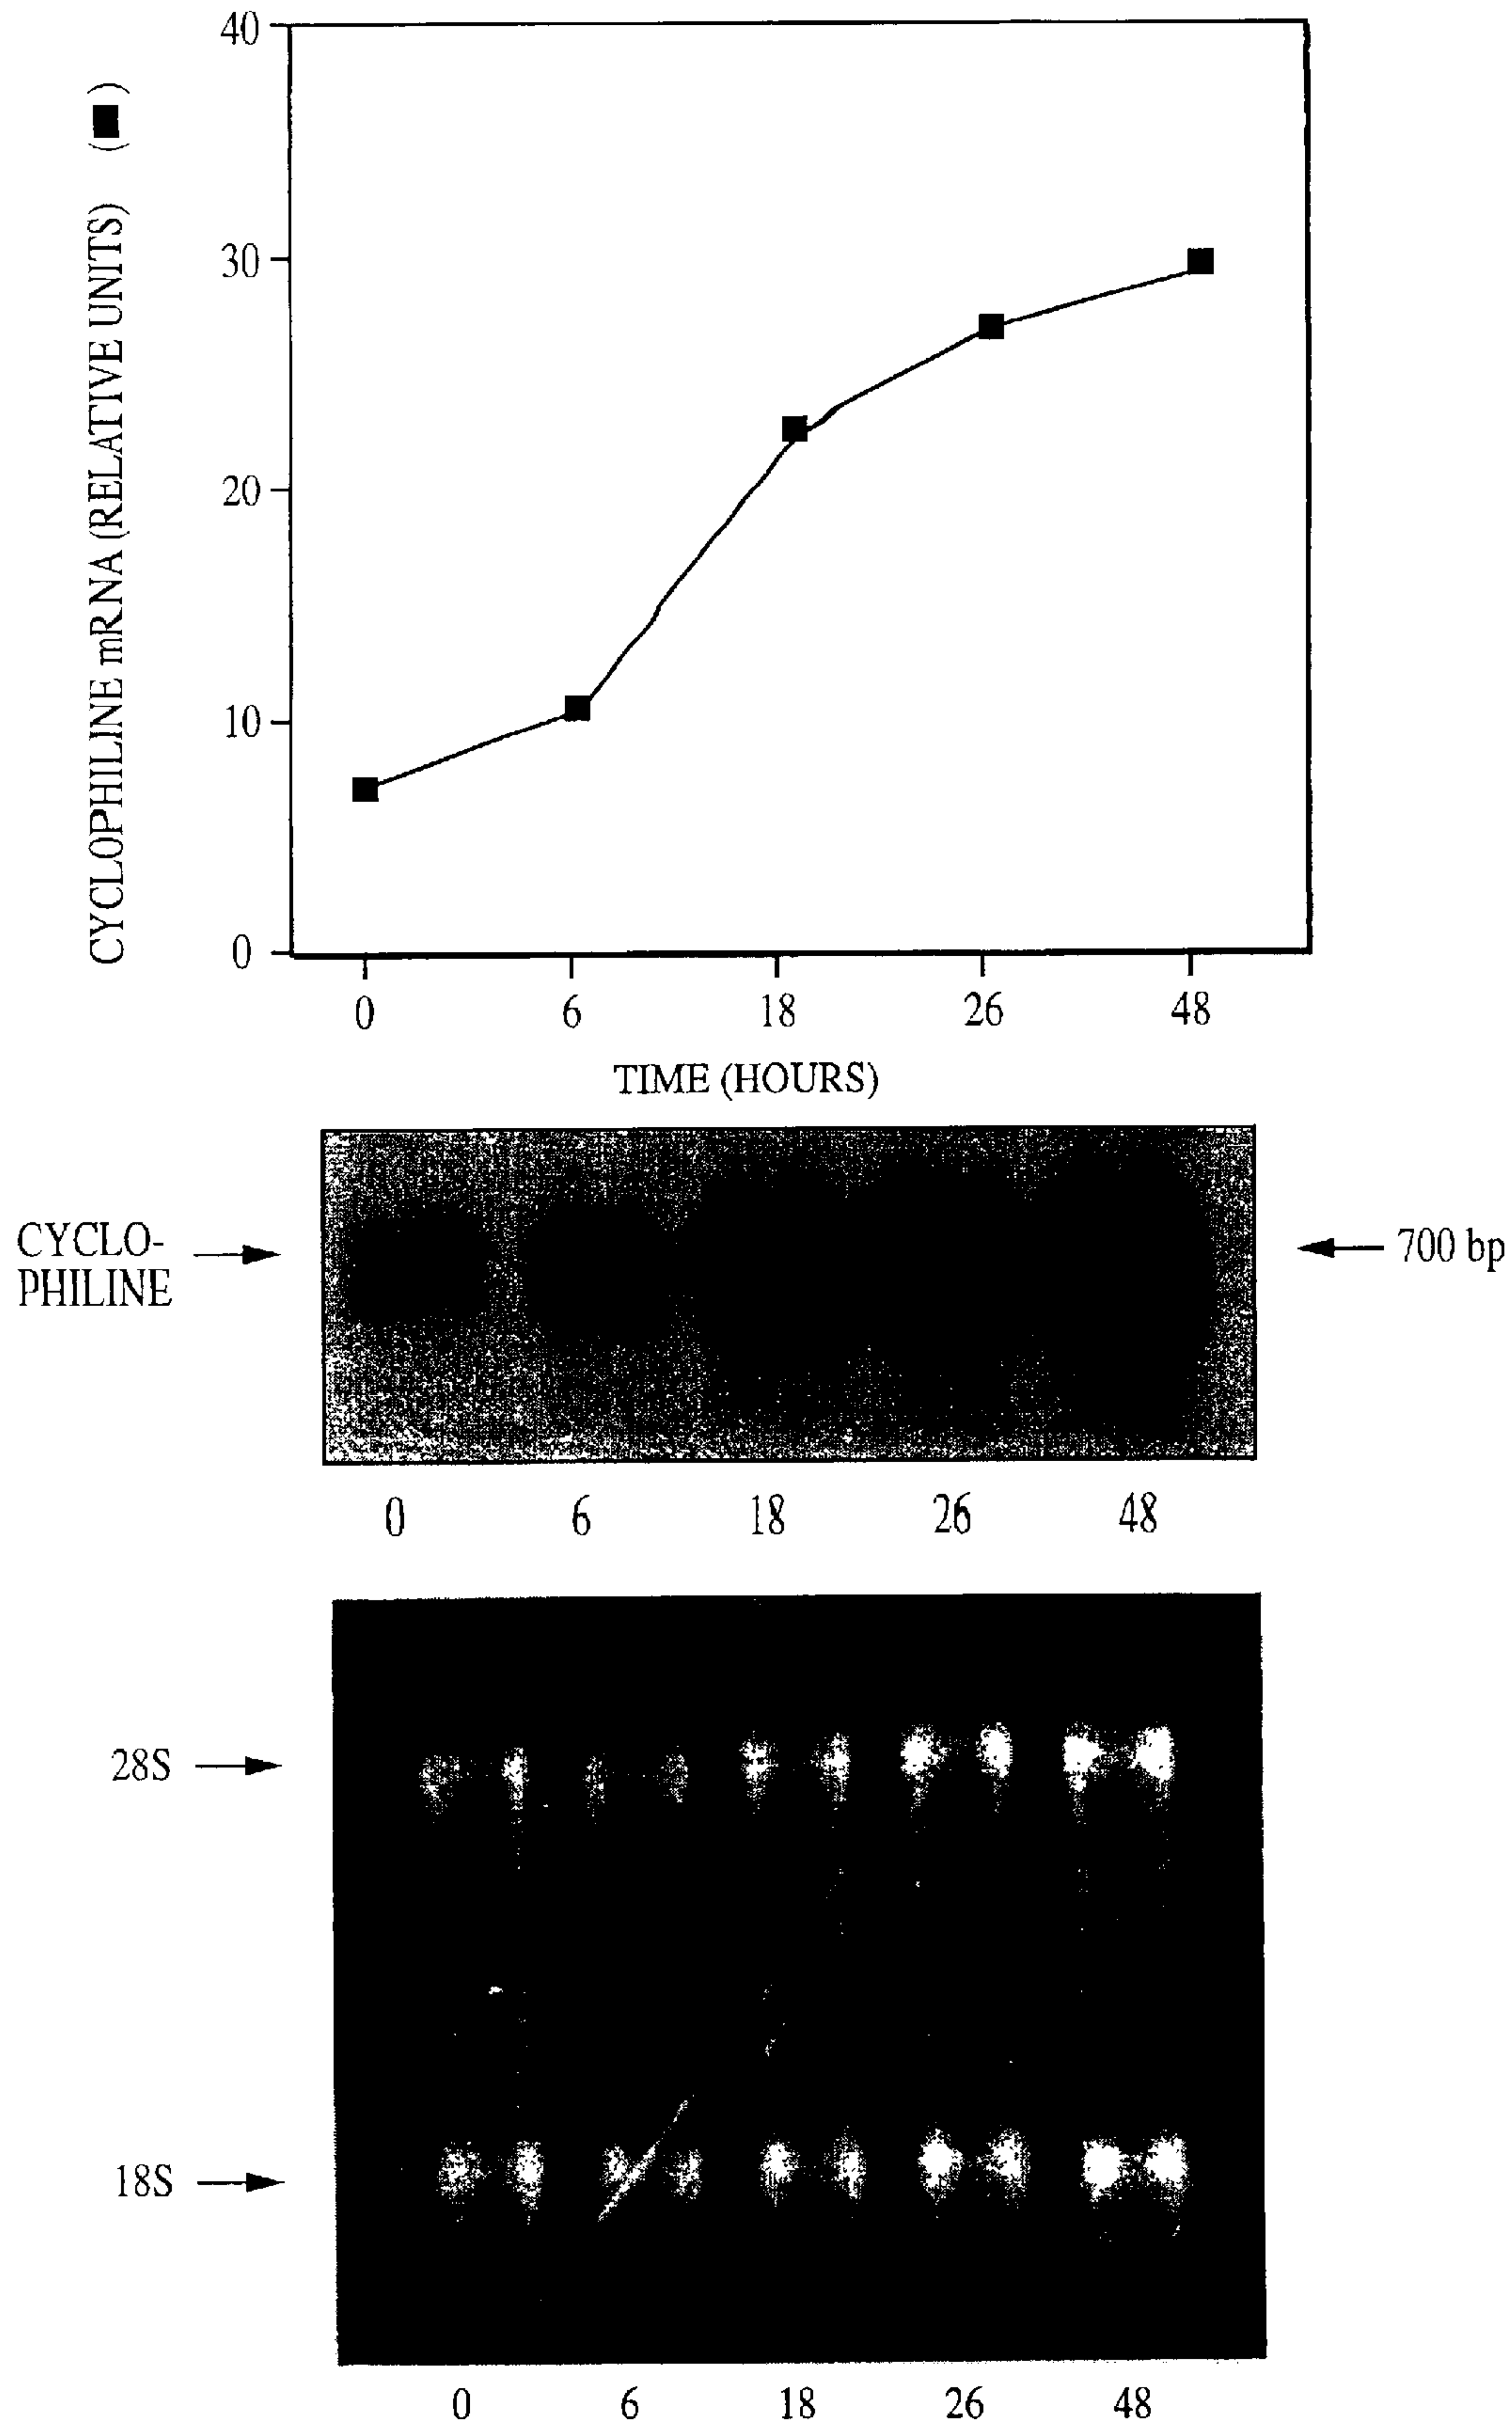 40
30
20
10
0
CYCLOPHILINE mRNA (RELATIVE UNITS) (■)
0 6 18 26 48
TIME (HOURS)
CYCLO-
PHILINE
700 bp
0 6 18 26 48
28S
18S
0 6 18 26 48